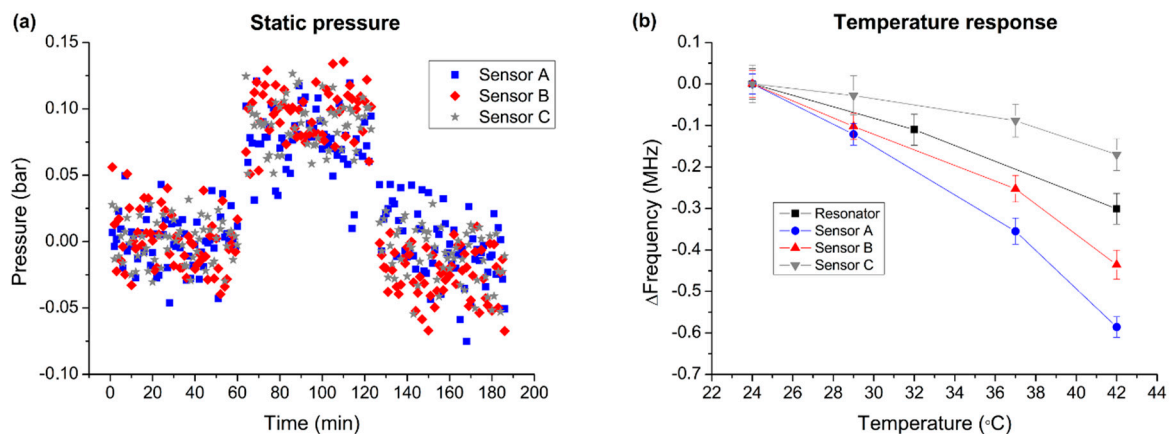 (a) Static pressure
0.15
0.10
0.05
0.00
-0.05
-0.10
Pressure (bar)
Sensor A
Sensor B
Sensor C
0 20 40 60 80 100 120 140 160 180 200
Time (min)
(b) Temperature response
0.1
0.0
-0.1
-0.2
-0.3
-0.4
-0.5
-0.6
-0.7
ΔFrequency (MHz)
Resonator
Sensor A
Sensor B
Sensor C
22 24 26 28 30 32 34 36 38 40 42 44
Temperature (◦C)